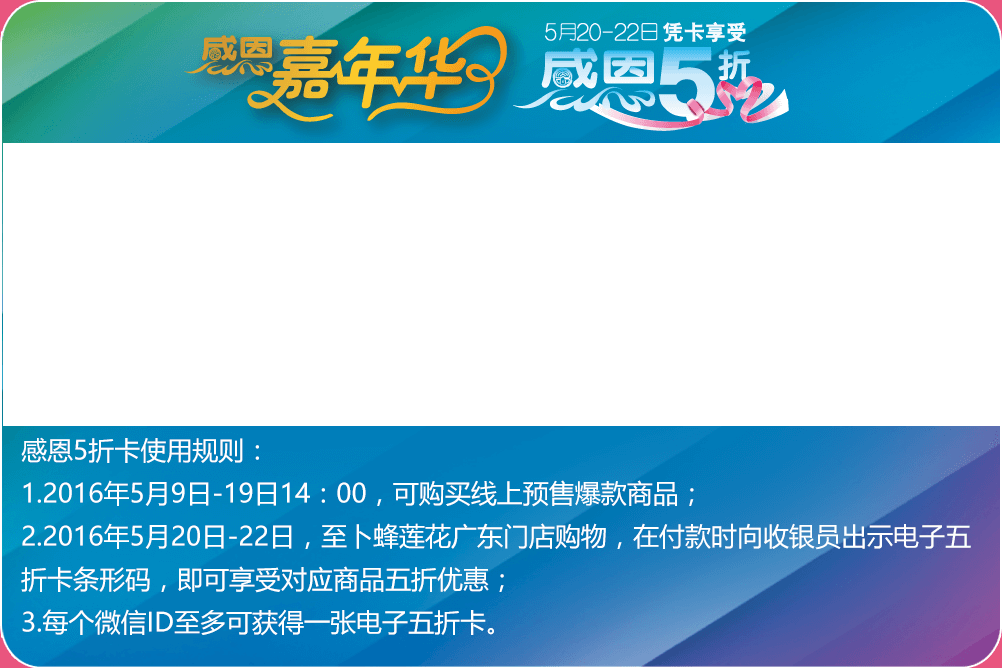 感恩嘉年华
5月20-22日 凭卡享受
感恩5折
感恩5折卡使用规则：
1.2016年5月9日-19日14：00，可购买线上预售爆款商品；
2.2016年5月20日-22日，至卜蜂莲花广东门店购物，在付款时向收银员出示电子五
折卡条形码，即可享受对应商品五折优惠；
3.每个微信ID至多可获得一张电子五折卡。